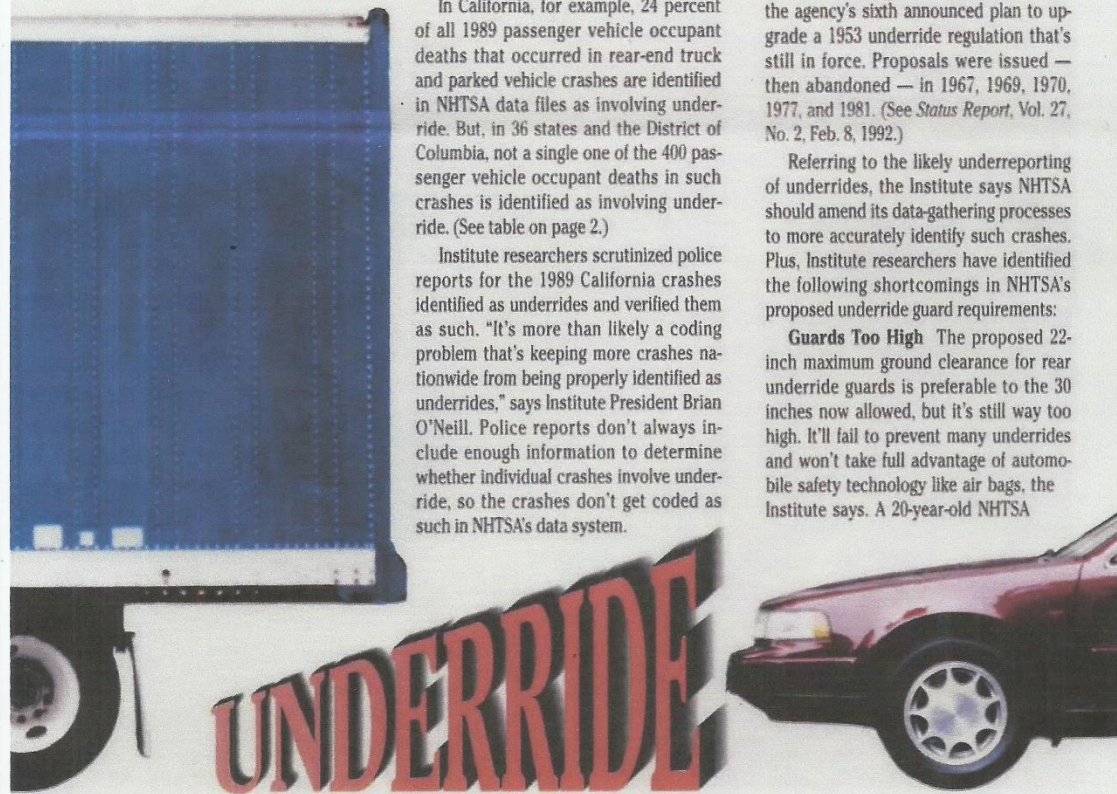 In California, for example, 24 percent
of all 1989 passenger vehicle occupant
deaths that occurred in rear-end truck
and parked vehicle crashes are identified
in NHTSA data files as involving under-
ride. But, in 36 states and the District of
Columbia, not a single one of the 400 pas-
senger vehicle occupant deaths in such
crashes is identified as involving under-
ride. (See table on page 2.)
Institute researchers scrutinized police
reports for the 1989 California crashes
identified as underrides and verified them
as such. “It's more than likely a coding
problem that's keeping more crashes na-
tionwide from being properly identified as
underrides,” says Institute President Brian
O'Neill. Police reports don't always in-
clude enough information to determine
whether individual crashes involve under-
ride, so the crashes don't get coded as
such in NHTSA's data system.
the agency's sixth announced plan to up-
grade a 1953 underride regulation that's
still in force. Proposals were issued —
then abandoned — in 1967, 1969, 1970,
1977, and 1981. (See Status Report, Vol. 27,
No. 2, Feb. 8, 1992.)
Referring to the likely underreporting
of underrides, the Institute says NHTSA
should amend its data-gathering processes
to more accurately identify such crashes.
Plus, Institute researchers have identified
the following shortcomings in NHTSA's
proposed underride guard requirements:
Guards Too High The proposed 22-
inch maximum ground clearance for rear
underride guards is preferable to the 30
inches now allowed, but it's still way too
high. It'll fail to prevent many underrides
and won't take full advantage of automo-
bile safety technology like air bags, the
Institute says. A 20-year-old NHTSA
UNDERRIDE